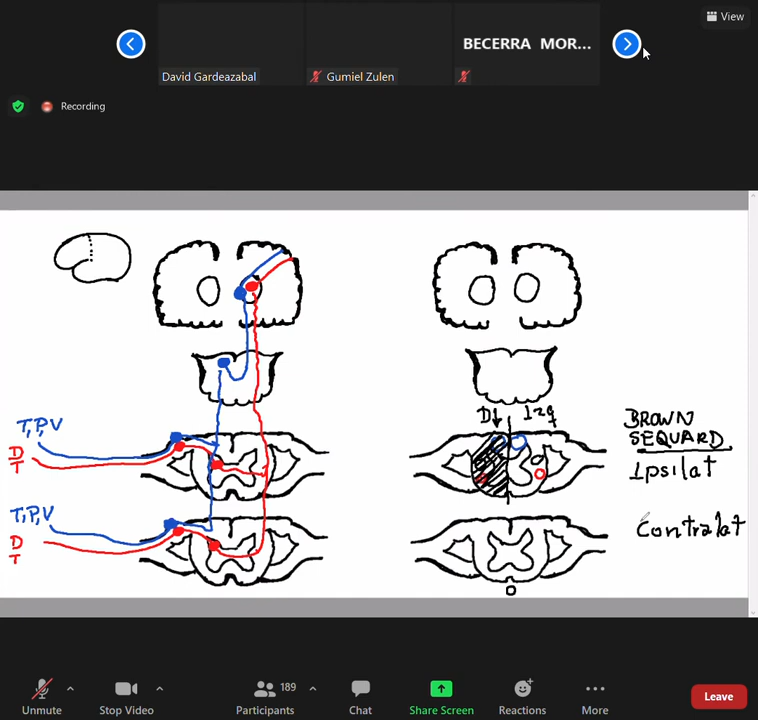 View
BECERRA MOR...
David Gardeazabal
Gumiel Zulen
Recording
D↓ Izq
BROWN
SEQUARD
T,P,V
D
T
Ipsilat
T,P,V
D
T
Contralat
Unmute
Stop Video
Participants
189
Chat
Share Screen
Reactions
More
Leave